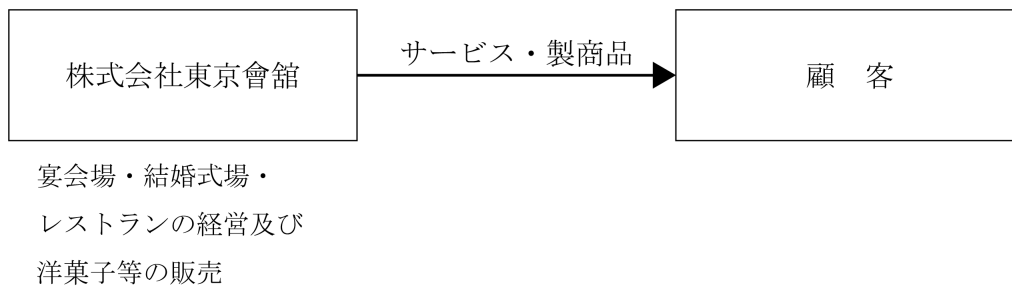 株式会社東京會舘
サービス・製商品
顧　客
宴会場・結婚式場・
レストランの経営及び
洋菓子等の販売